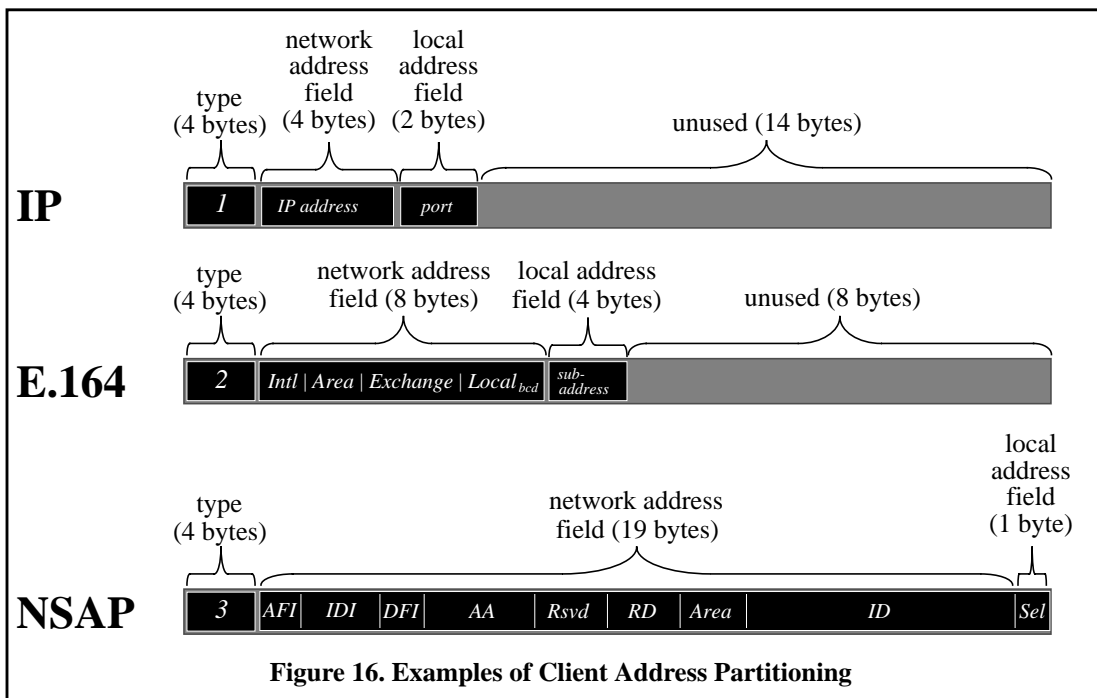 network
address
field
(4 bytes)
local
address
field
(2 bytes)
type
(4 bytes)
unused (14 bytes)
IP
1
IP address
port
type
(4 bytes)
network address
field (8 bytes)
local address
field (4 bytes)
unused (8 bytes)
E.164
2
Intl | Area | Exchange | Local bcd
sub-
address
type
(4 bytes)
network address
field (19 bytes)
local
address
field
(1 byte)
NSAP
3
AFI IDI DFI AA Rsvd RD Area ID Sel
Figure 16. Examples of Client Address Partitioning